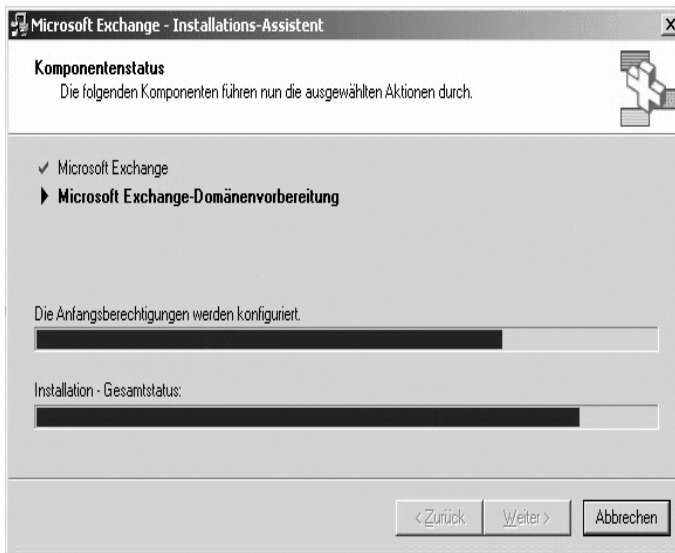 Microsoft Exchange - Installations-Assistent
Komponentenstatus
Die folgenden Komponenten führen nun die ausgewählten Aktionen durch.
Microsoft Exchange
Microsoft Exchange-Domänenvorbereitung
Die Anfangsberechtigungen werden konfiguriert.
Installation - Gesamtstatus:
< Zurück Weiter > Abbrechen